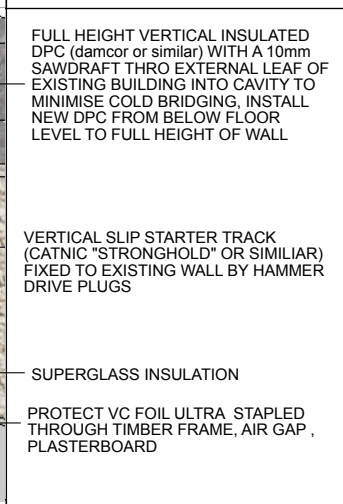 FULL HEIGHT VERTICAL INSULATED
DPC (damcor or similar) WITH A 10mm
SAWDRAFT THRO EXTERNAL LEAF OF
EXISTING BUILDING INTO CAVITY TO
MINIMISE COLD BRIDGING, INSTALL
NEW DPC FROM BELOW FLOOR
LEVEL TO FULL HEIGHT OF WALL
VERTICAL SLIP STARTER TRACK
(CATNIC "STRONGHOLD" OR SIMILIAR)
FIXED TO EXISTING WALL BY HAMMER
DRIVE PLUGS
SUPERGLASS INSULATION
PROTECT VC FOIL ULTRA STAPLED
THROUGH TIMBER FRAME, AIR GAP ,
PLASTERBOARD